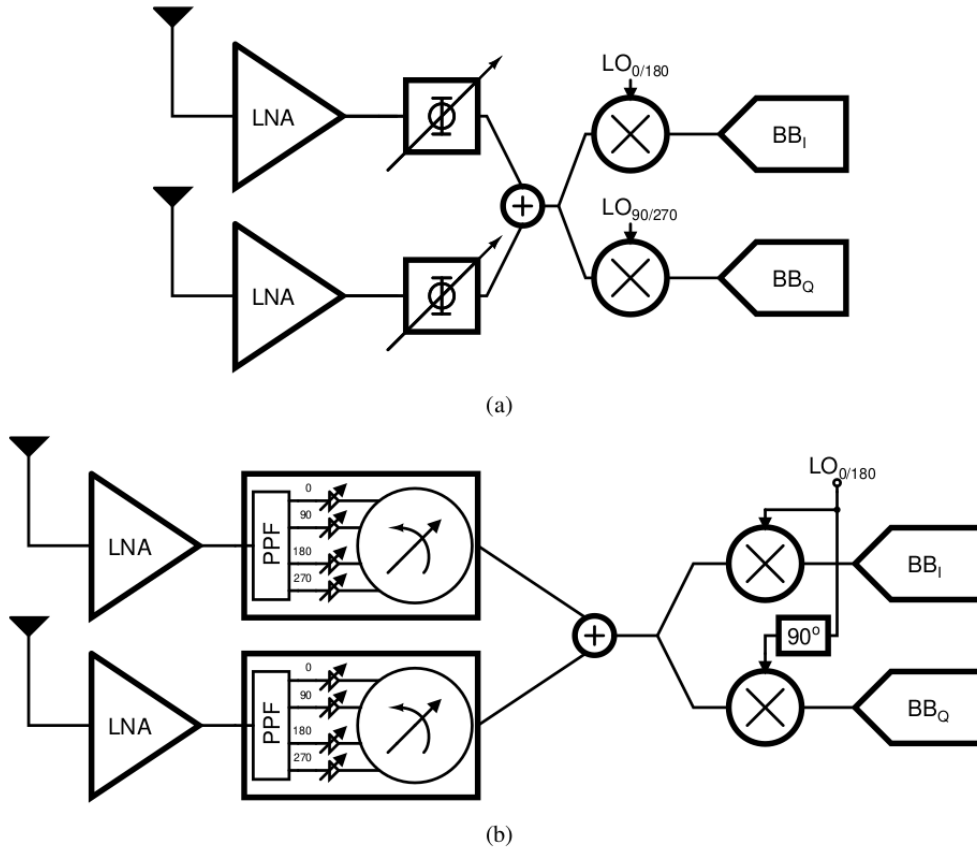 LO0/180
LNA
Φ
BBI
LO90/270
LNA
Φ
BBQ
(a)
LO0/180
LNA
PPF
0
90
180
270
BBI
90o
LNA
PPF
0
90
180
270
BBQ
(b)